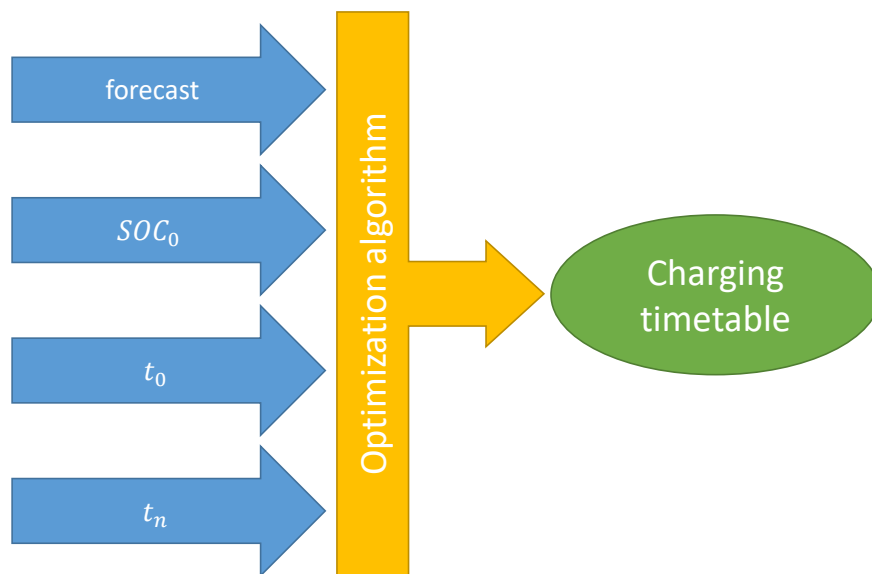 forecast
SOC₀
t₀
tₙ
Optimization algorithm
Charging
timetable